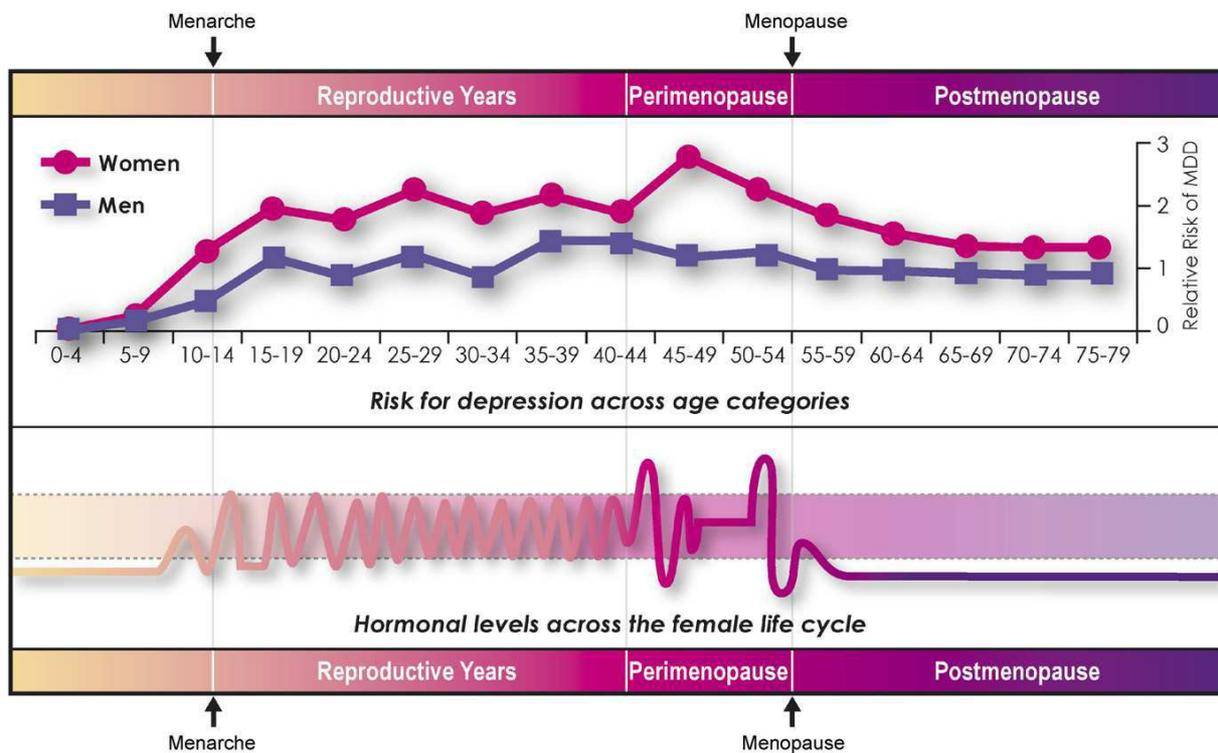 Menarche Menopause
Reproductive Years Perimenopause Postmenopause
Women
Men
3
2
1
0
Relative Risk of MDD
0-4 5-9 10-14 15-19 20-24 25-29 30-34 35-39 40-44 45-49 50-54 55-59 60-64 65-69 70-74 75-79
Risk for depression across age categories
Hormonal levels across the female life cycle
Reproductive Years Perimenopause Postmenopause
Menarche Menopause